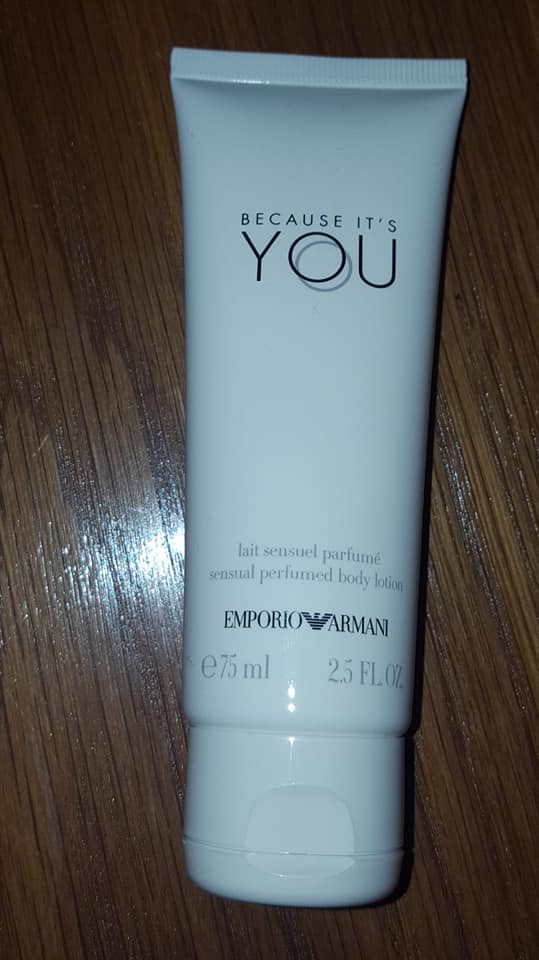 BECAUSE IT'S
YOU
lait sensuel parfumé
sensual perfumed body lotion
EMPORIO ARMANI
℮75 ml 2.5 FL. OZ.